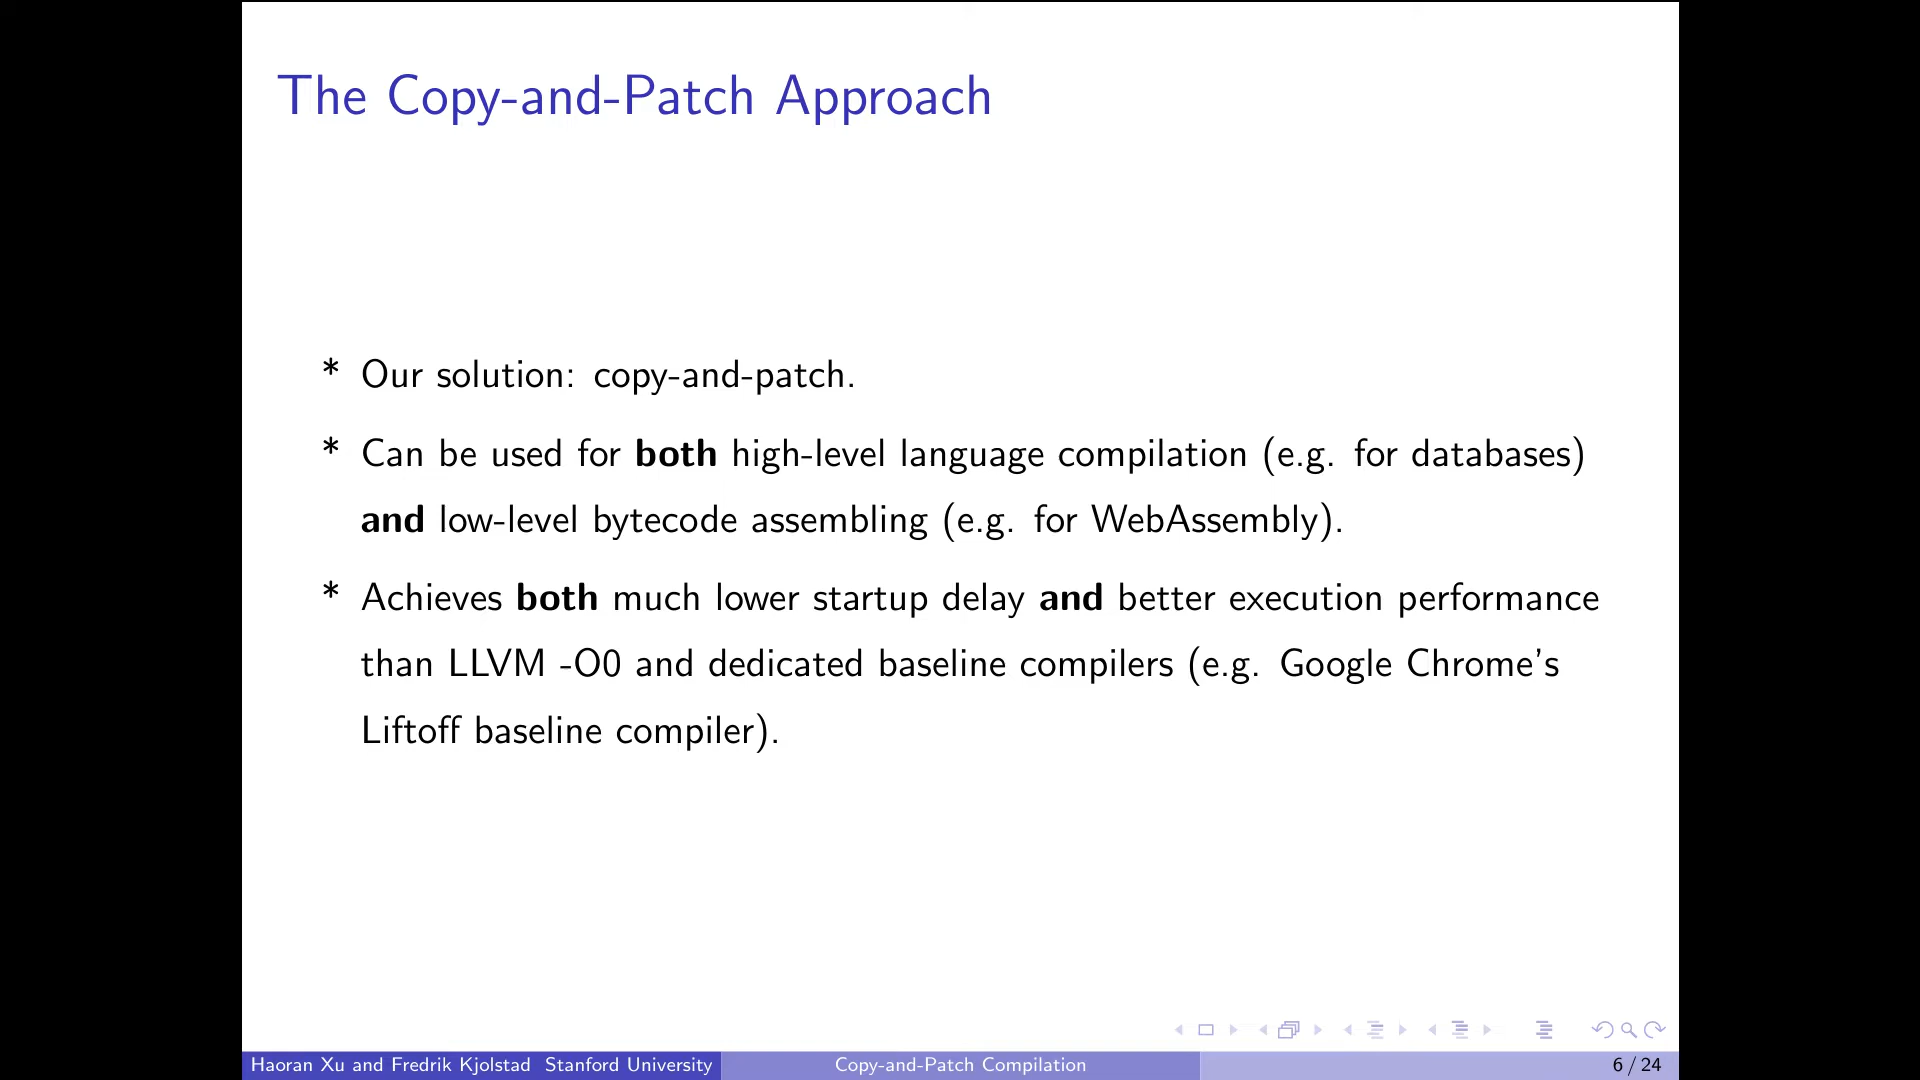 The Copy-and-Patch Approach
* Our solution: copy-and-patch.
* Can be used for both high-level language compilation (e.g. for databases)
and low-level bytecode assembling (e.g. for WebAssembly).
* Achieves both much lower startup delay and better execution performance
than LLVM -O0 and dedicated baseline compilers (e.g. Google Chrome's
Liftoff baseline compiler).
Haoran Xu and Fredrik Kjolstad Stanford University Copy-and-Patch Compilation 6 / 24